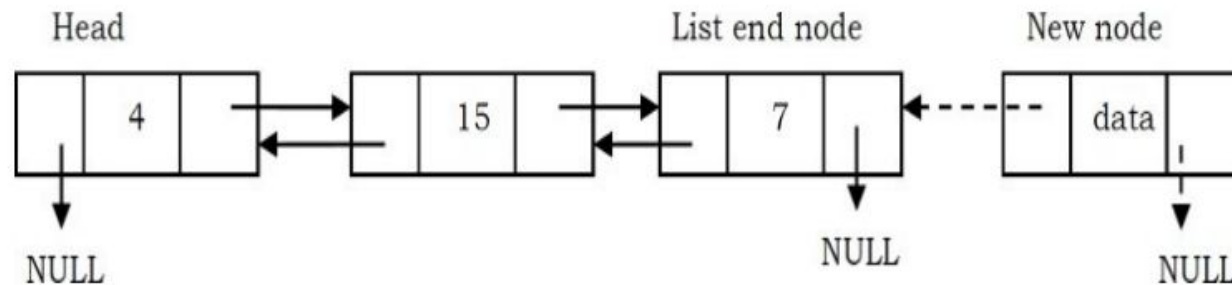 Head List end node New node
4 15 7 data
NULL NULL NULL